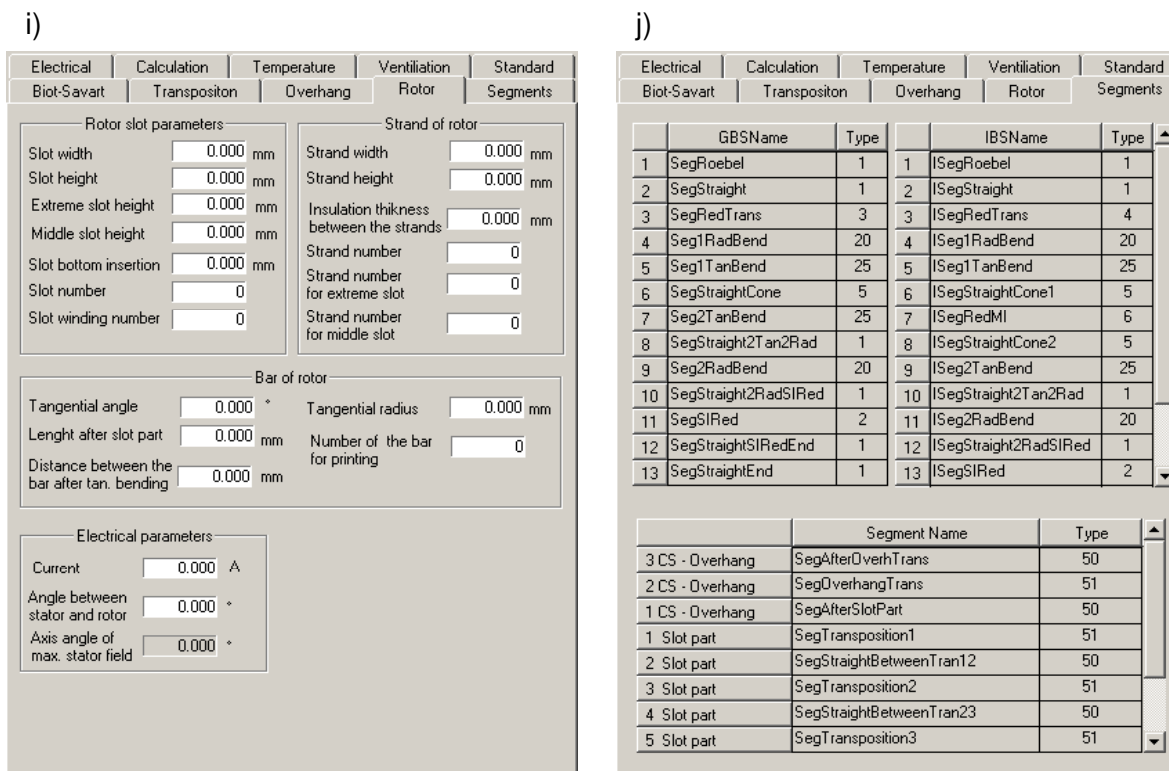 i)
Electrical Calculation Temperature Ventiliation Standard
Biot-Savart Transpositon Overhang Rotor Segments
Rotor slot parameters
Slot width 0.000 mm
Slot height 0.000 mm
Extreme slot height 0.000 mm
Middle slot height 0.000 mm
Slot bottom insertion 0.000 mm
Slot number 0
Slot winding number 0
Strand of rotor
Strand width 0.000 mm
Strand height 0.000 mm
Insulation thikness
between the strands 0.000 mm
Strand number 0
Strand number
for extreme slot 0
Strand number
for middle slot 0
Bar of rotor
Tangential angle 0.000 °
Lenght after slot part 0.000 mm
Distance between the
bar after tan. bending 0.000 mm
Tangential radius 0.000 mm
Number of the bar
for printing 0
Electrical parameters
Current 0.000 A
Angle between
stator and rotor 0.000 °
Axis angle of
max. stator field 0.000 °
j)
Electrical Calculation Temperature Ventiliation Standard
Biot-Savart Transpositon Overhang Rotor Segments
GBSName Type
1 SegRoebel 1
2 SegStraight 1
3 SegRedTrans 3
4 Seg1RadBend 20
5 Seg1TanBend 25
6 SegStraightCone 5
7 Seg2TanBend 25
8 SegStraight2Tan2Rad 1
9 Seg2RadBend 20
10 SegStraight2RadSIRed 1
11 SegSIRed 2
12 SegStraightSIRedEnd 1
13 SegStraightEnd 1
IBSName Type
1 ISegRoebel 1
2 ISegStraight 1
3 ISegRedTrans 4
4 ISeg1RadBend 20
5 ISeg1TanBend 25
6 ISegStraightCone1 5
7 ISegRedMI 6
8 ISegStraightCone2 5
9 ISeg2TanBend 25
10 ISegStraight2Tan2Rad 1
11 ISeg2RadBend 20
12 ISegStraight2RadSIRed 1
13 ISegSIRed 2
Segment Name Type
3 CS - Overhang SegAfterOverhTrans 50
2 CS - Overhang SegOverhangTrans 51
1 CS - Overhang SegAfterSlotPart 50
1 Slot part SegTransposition1 51
2 Slot part SegStraightBetweenTran12 50
3 Slot part SegTransposition2 51
4 Slot part SegStraightBetweenTran23 50
5 Slot part SegTransposition3 51